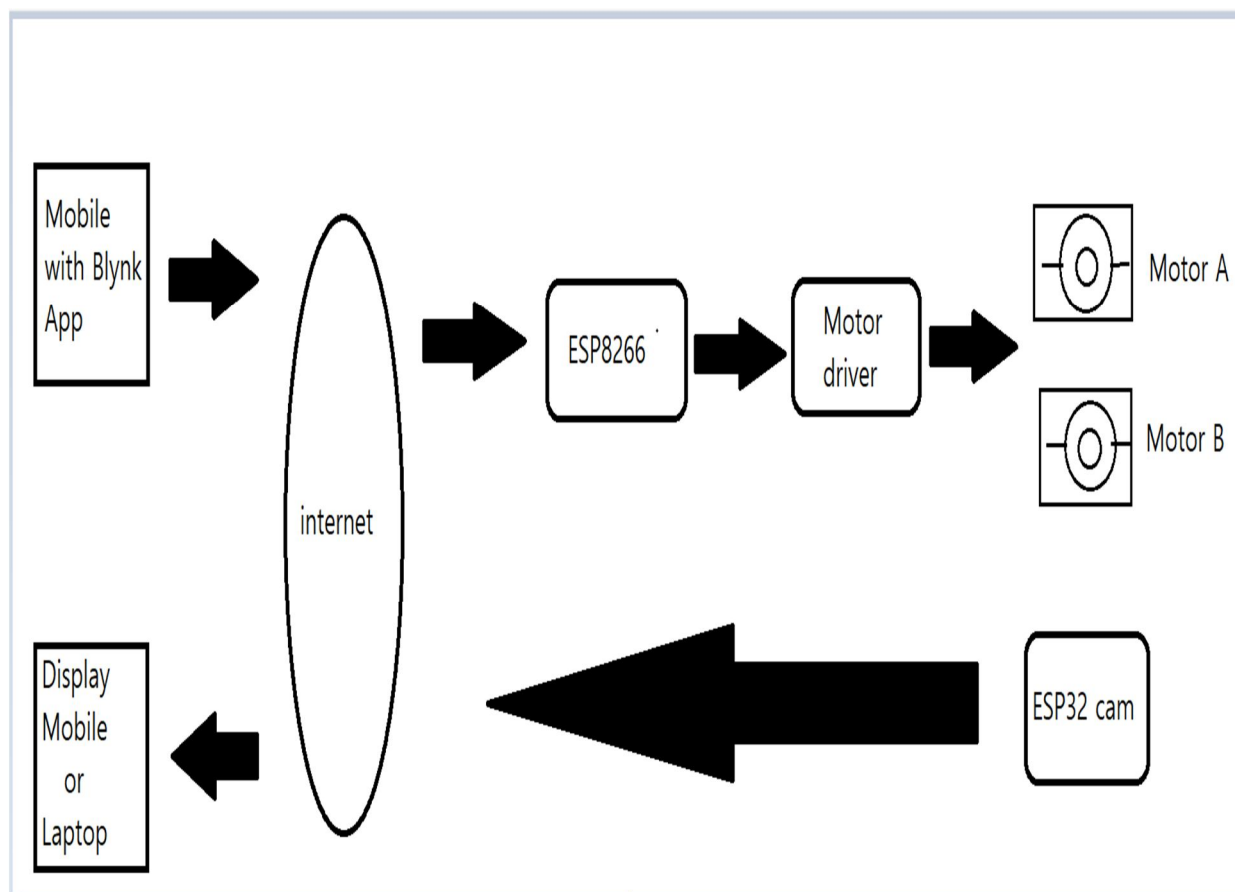 Mobile
with Blynk
App
internet
ESP8266
Motor
driver
Motor A
Motor B
Display
Mobile
or
Laptop
ESP32 cam